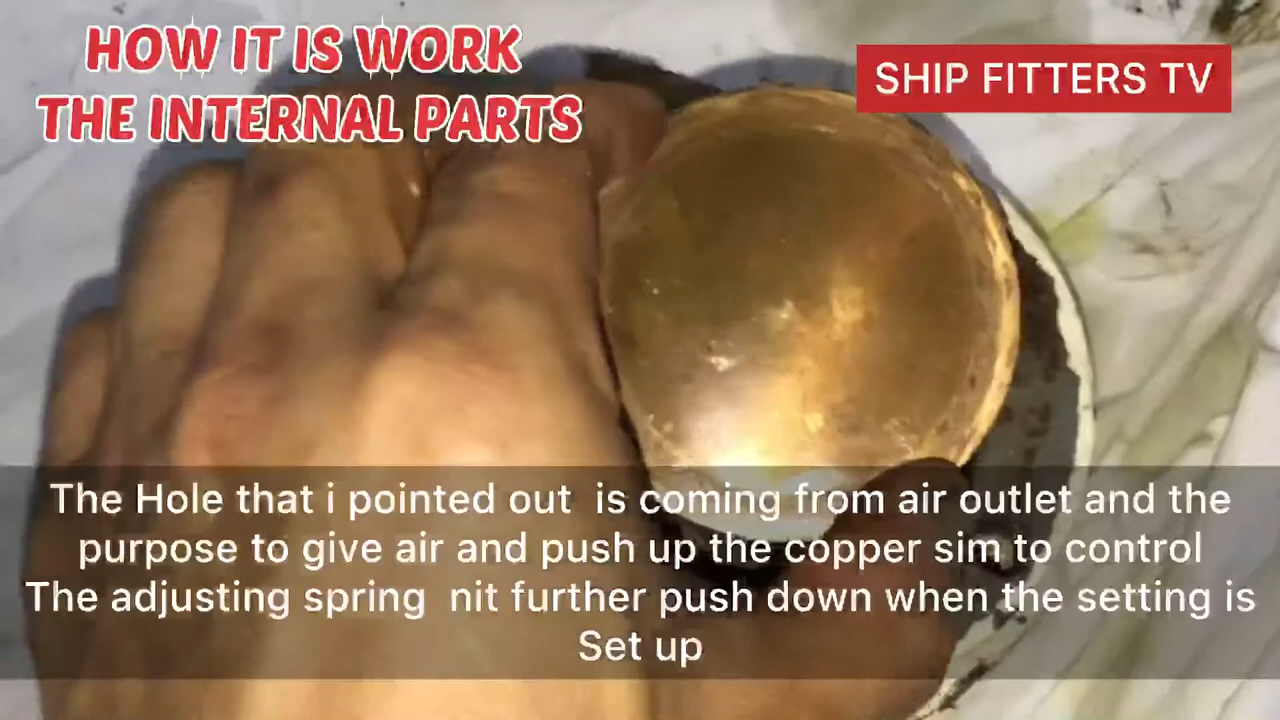 HOW IT IS WORK
THE INTERNAL PARTS
SHIP FITTERS TV
The Hole that i pointed out is coming from air outlet and the
purpose to give air and push up the copper sim to control
The adjusting spring nit further push down when the setting is
Set up